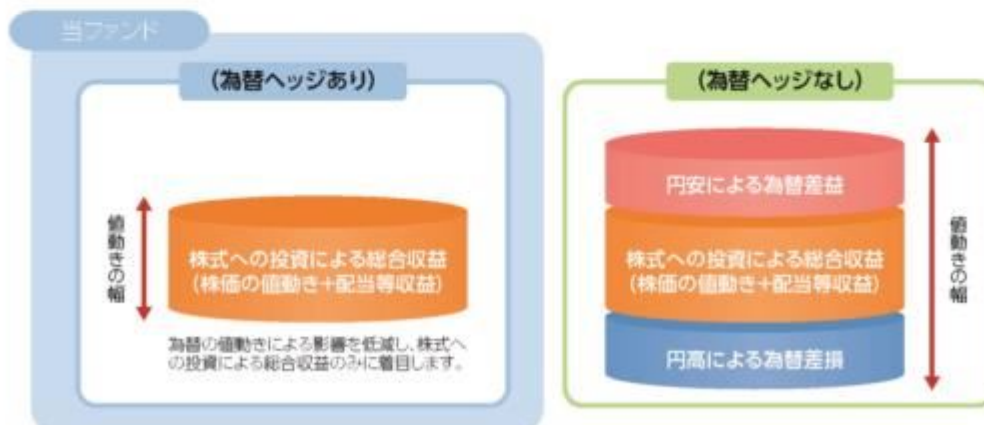 当ファンド
(為替ヘッジあり)
値動きの幅
株式への投資による総合収益
(株価の値動き+配当等収益)
為替の値動きによる影響を低減し、株式へ
の投資による総合収益のみに着目します。
(為替ヘッジなし)
円安による為替差益
株式への投資による総合収益
(株価の値動き+配当等収益)
円高による為替差損
値動きの幅